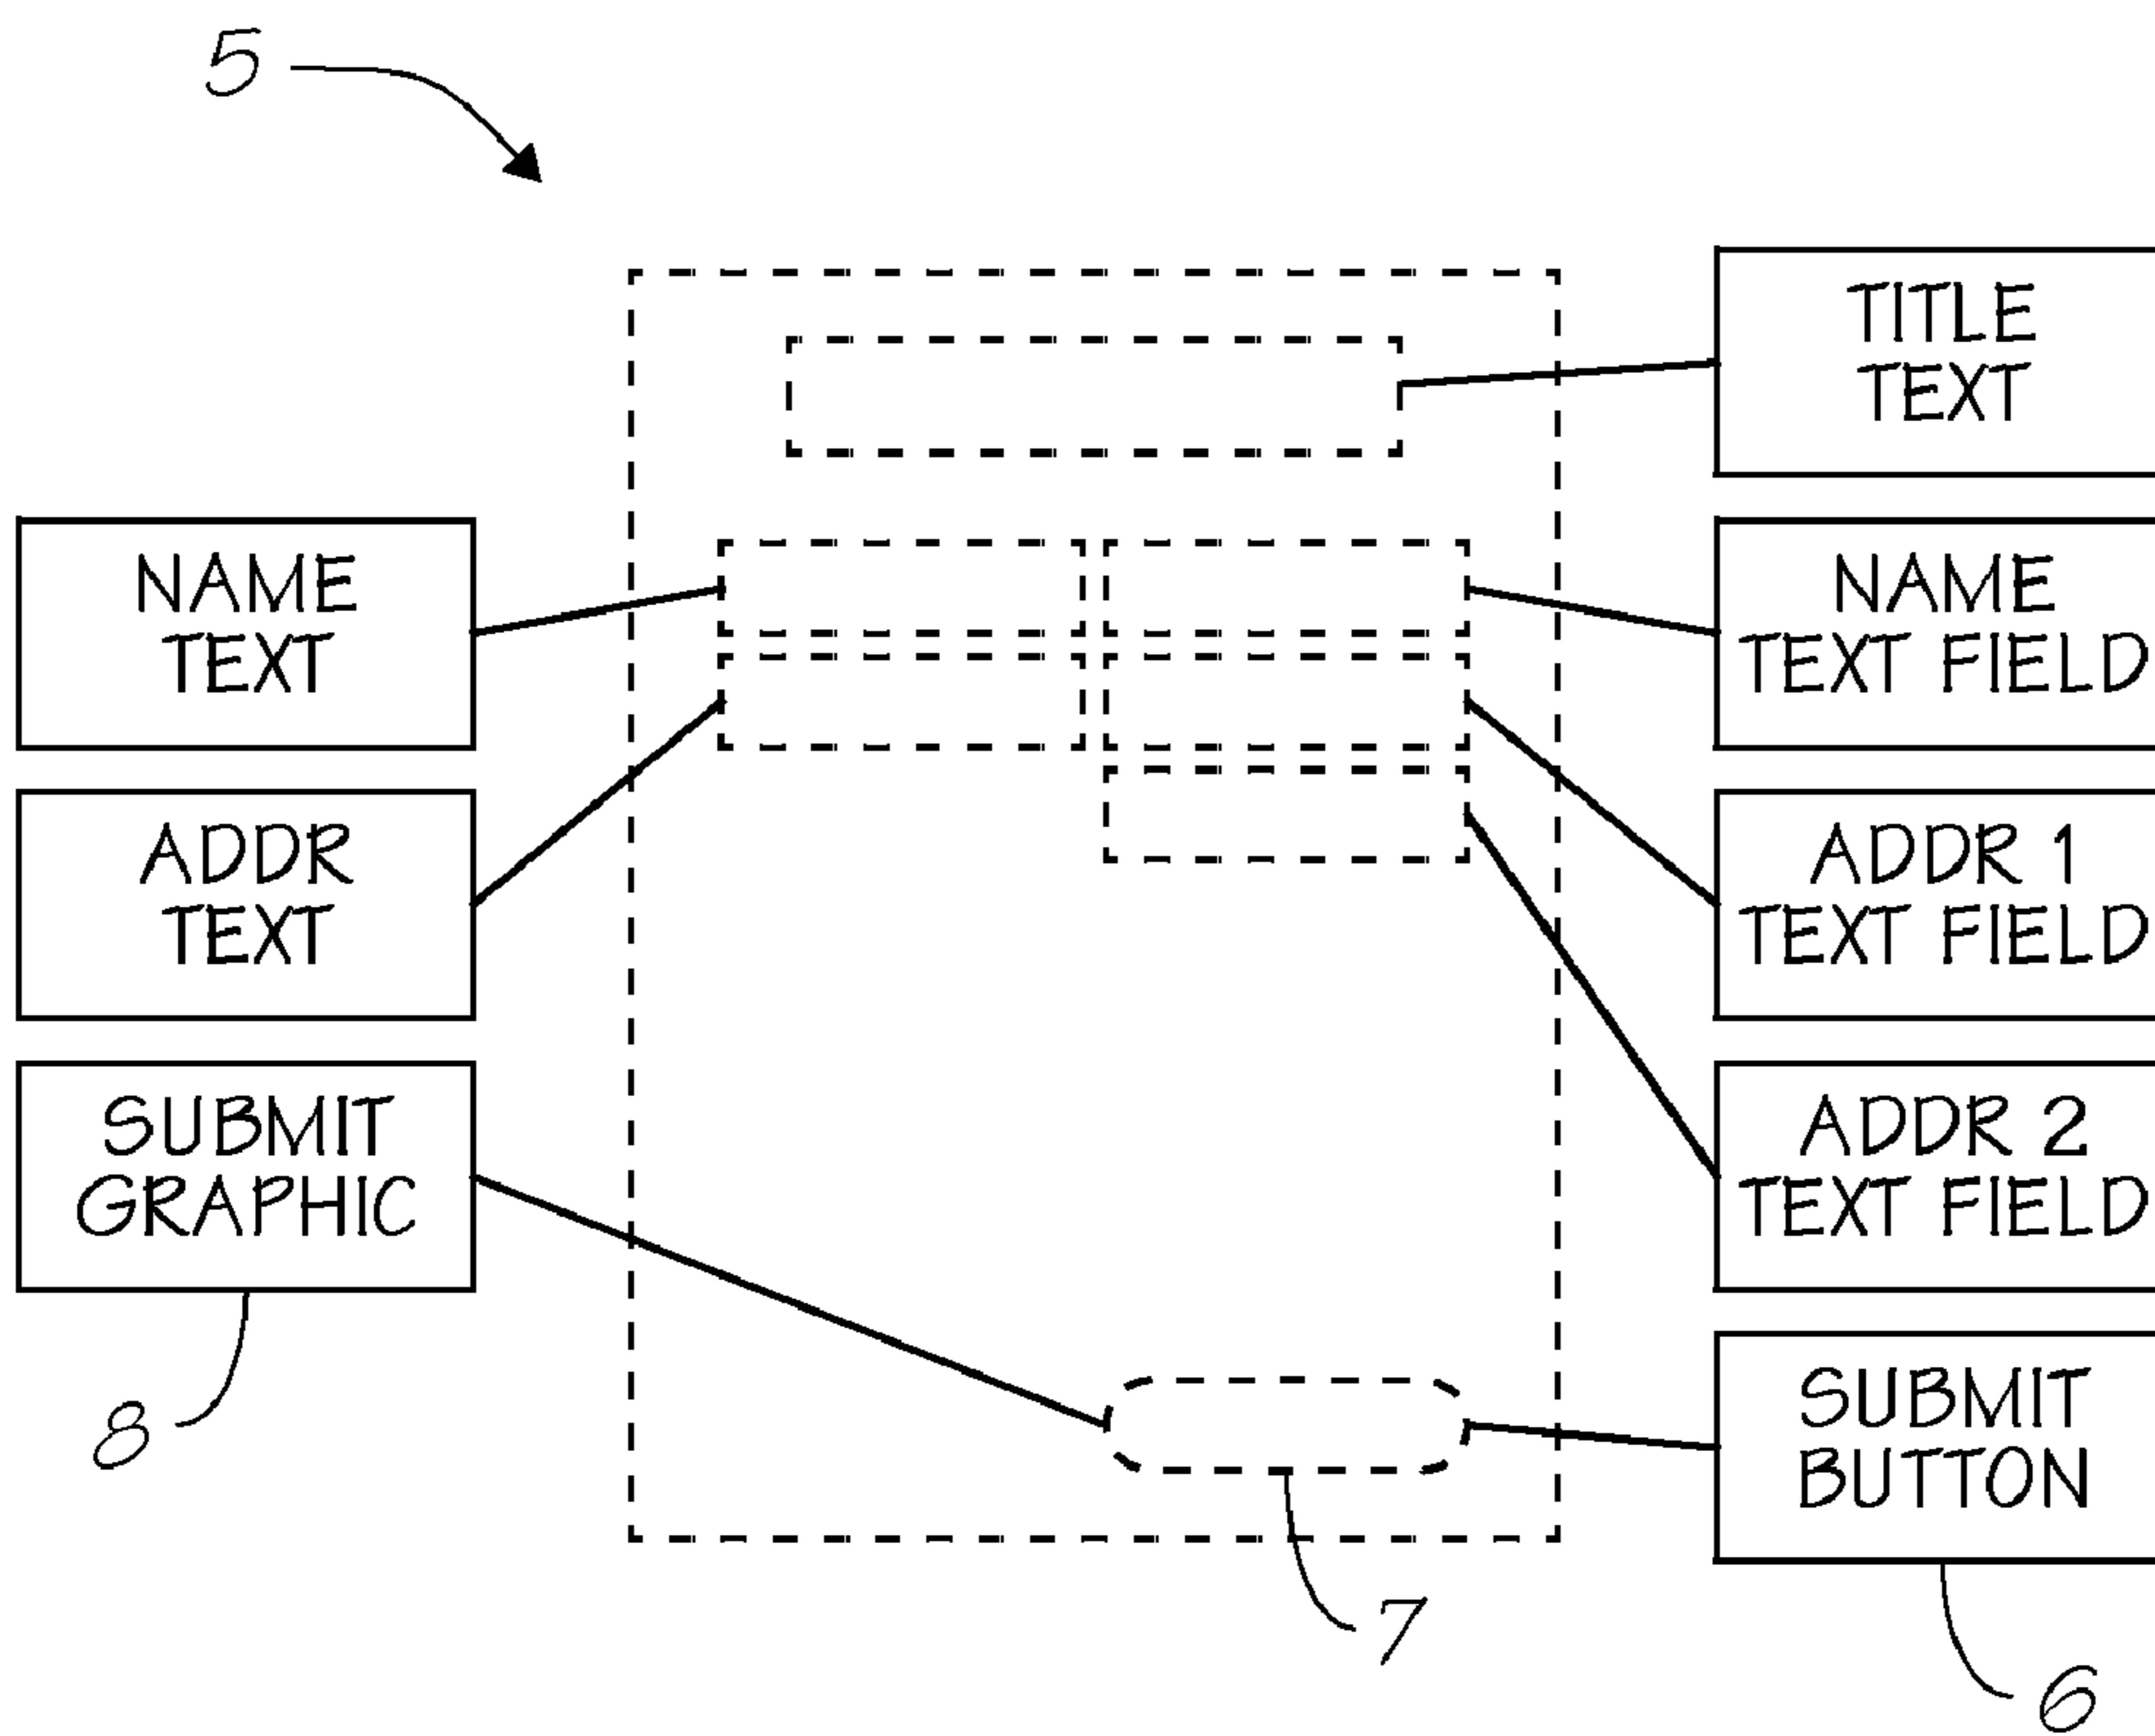 5
TITLE
TEXT
NAME
TEXT
NAME
TEXT FIELD
ADDR
TEXT
ADDR 1
TEXT FIELD
SUBMIT
GRAPHIC
ADDR 2
TEXT FIELD
SUBMIT
BUTTON
8
7
6